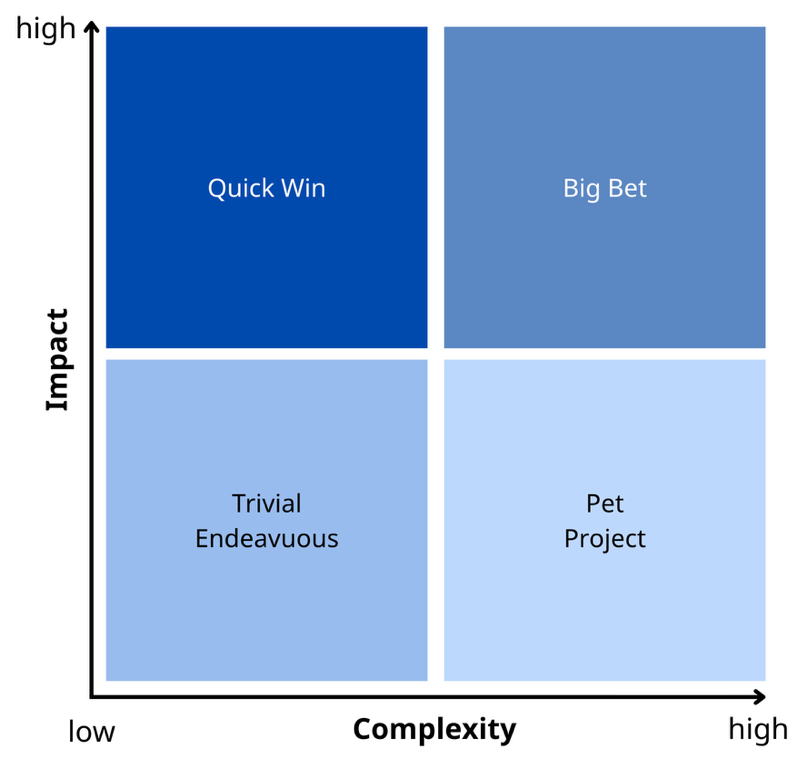 high
Quick Win
Big Bet
Impact
Trivial
Endeavuous
Pet
Project
low
Complexity
high